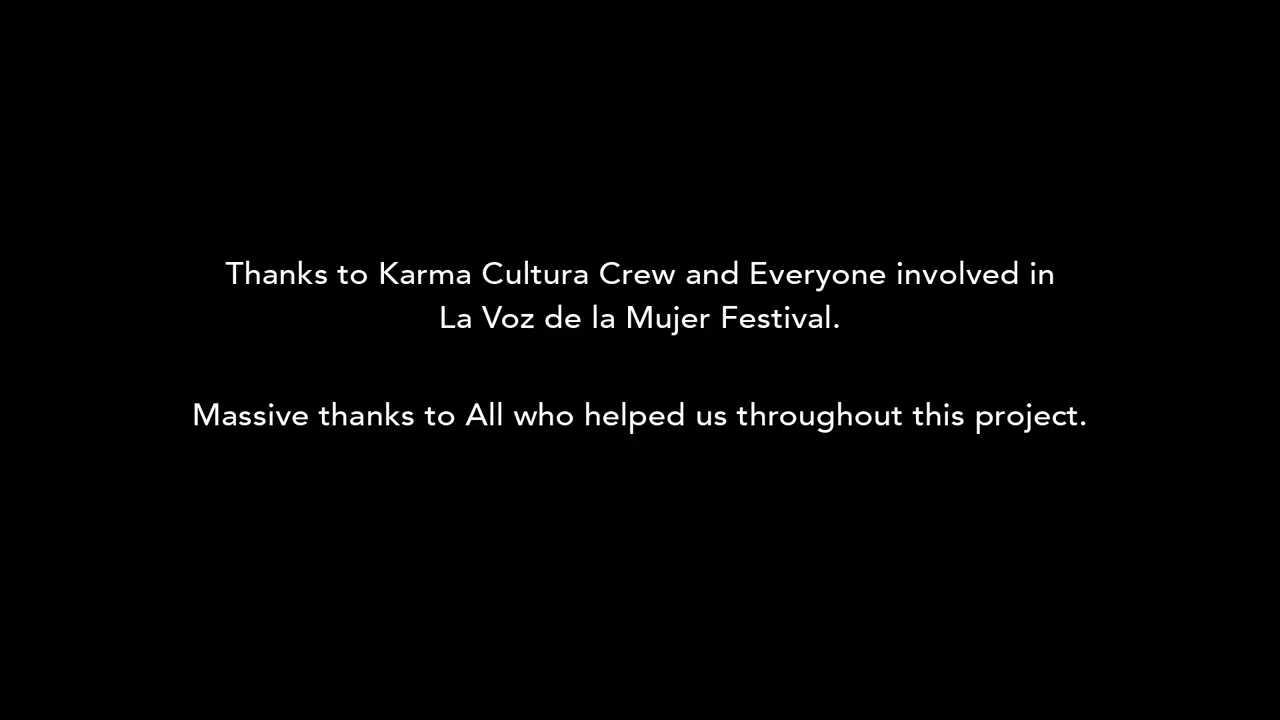 Thanks to Karma Cultura Crew and Everyone involved in
La Voz de la Mujer Festival.
Massive thanks to All who helped us throughout this project.